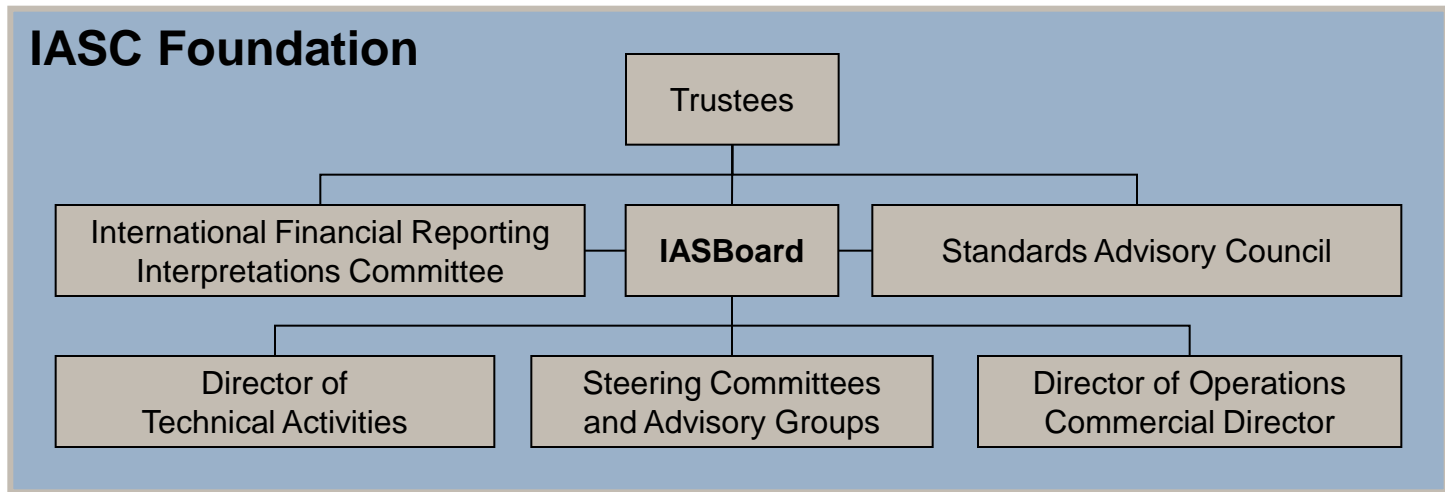 IASC Foundation
Trustees
International Financial Reporting
Interpretations Committee
IASBoard
Standards Advisory Council
Director of
Technical Activities
Steering Committees
and Advisory Groups
Director of Operations
Commercial Director